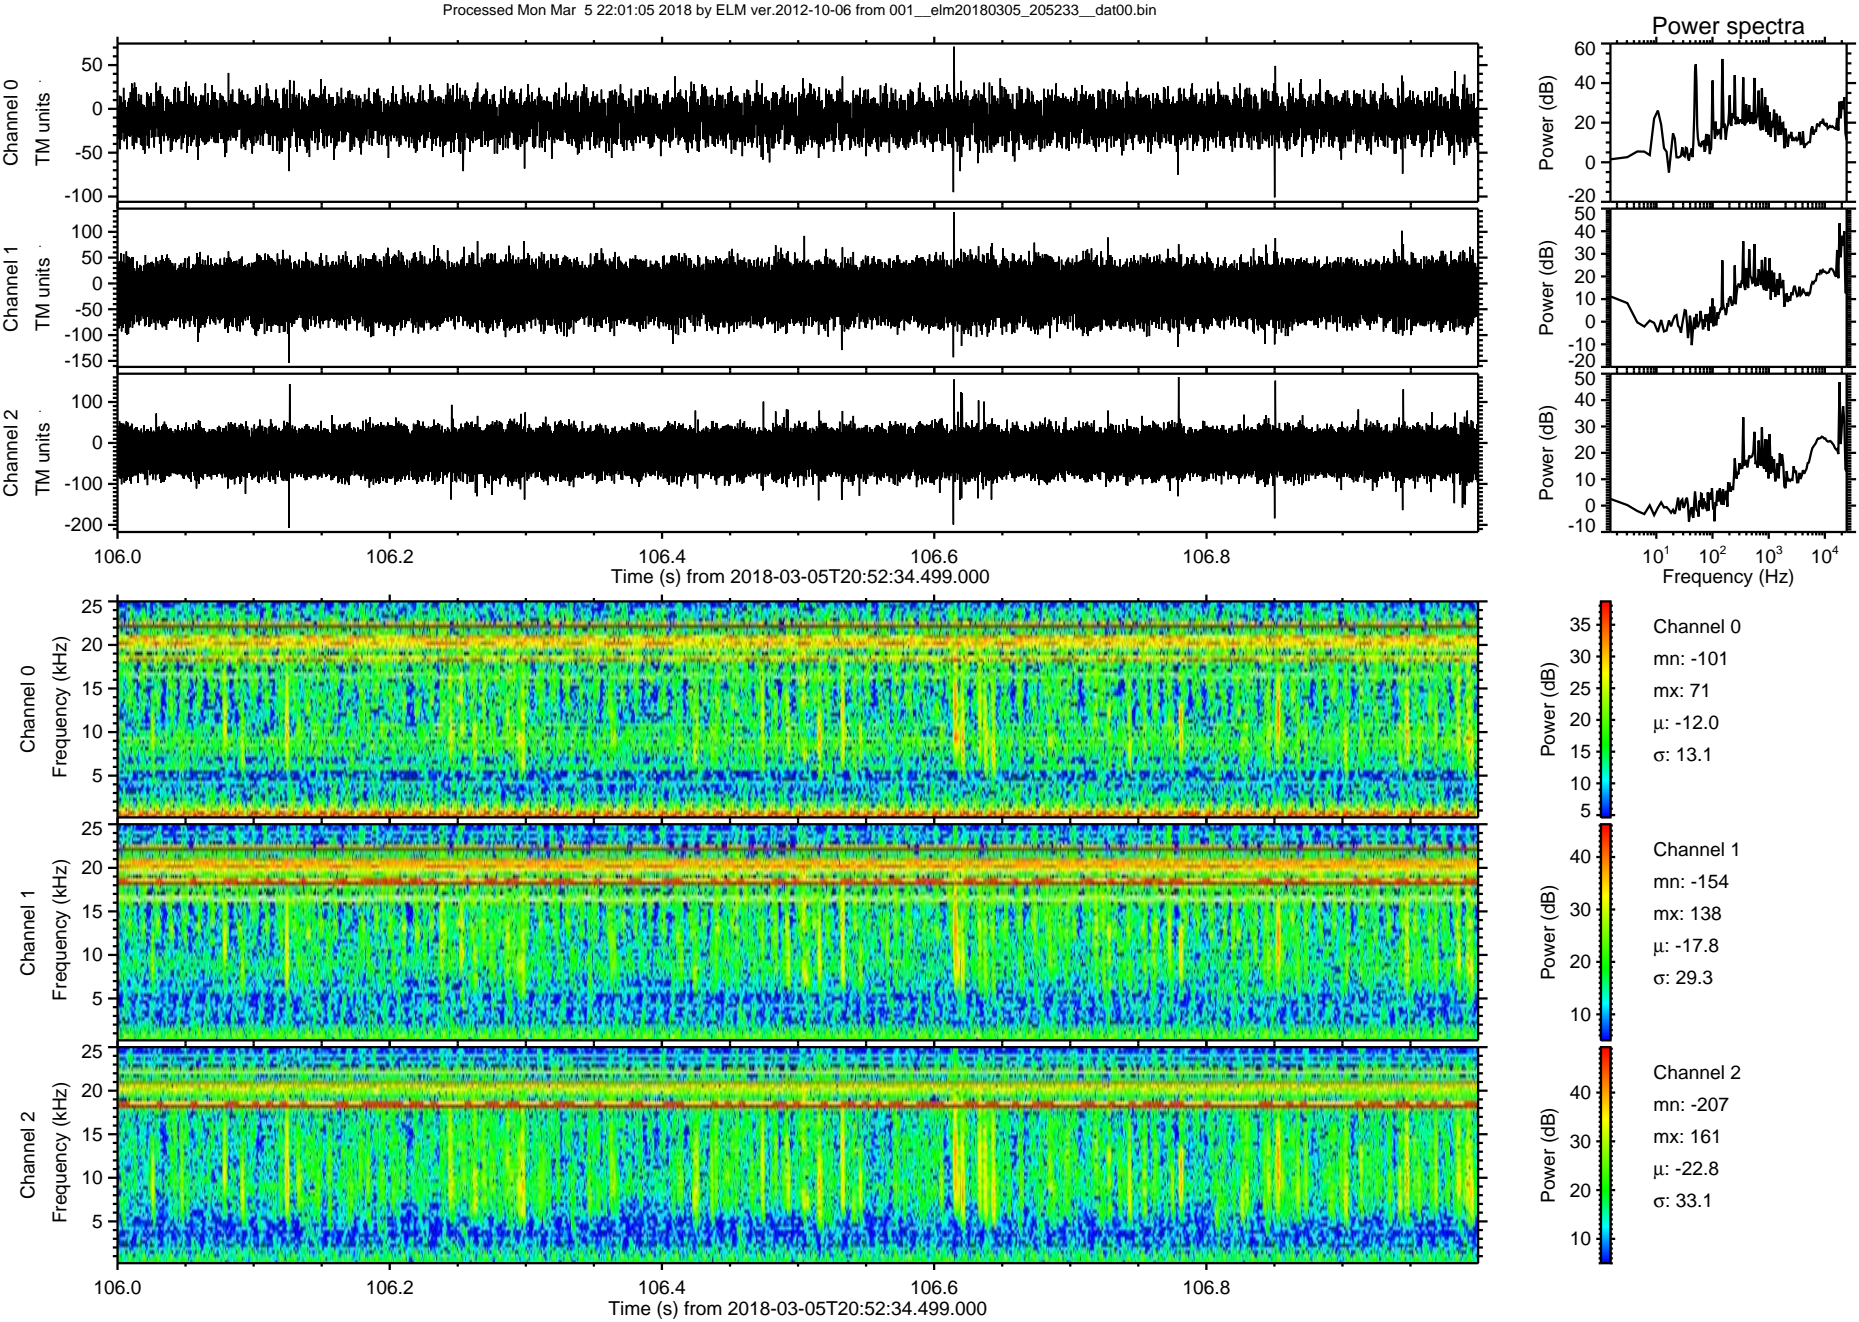 Processed Mon Mar  5 22:01:05 2018 by ELM ver.2012-10-06 from 001__elm20180305_205233__dat00.bin
Power spectra
Channel 0
TM units
50
0
-50
-100
Power (dB)
60
40
20
0
-20
Channel 1
TM units
100
50
0
-50
-100
-150
Power (dB)
50
40
30
20
10
0
-10
-20
Channel 2
TM units
100
0
-100
-200
Power (dB)
50
40
30
20
10
0
-10
106.0 106.2 106.4 106.6 106.8
Time (s) from 2018-03-05T20:52:34.499.000
10¹ 10² 10³ 10⁴
Frequency (Hz)
Channel 0
Frequency (kHz)
25
20
15
10
5
Power (dB)
35
30
25
20
15
10
5
Channel 0
mn: -101
mx: 71
μ: -12.0
σ: 13.1
Channel 1
Frequency (kHz)
25
20
15
10
5
Power (dB)
40
30
20
10
Channel 1
mn: -154
mx: 138
μ: -17.8
σ: 29.3
Channel 2
Frequency (kHz)
25
20
15
10
5
Power (dB)
40
30
20
10
Channel 2
mn: -207
mx: 161
μ: -22.8
σ: 33.1
106.0 106.2 106.4 106.6 106.8
Time (s) from 2018-03-05T20:52:34.499.000